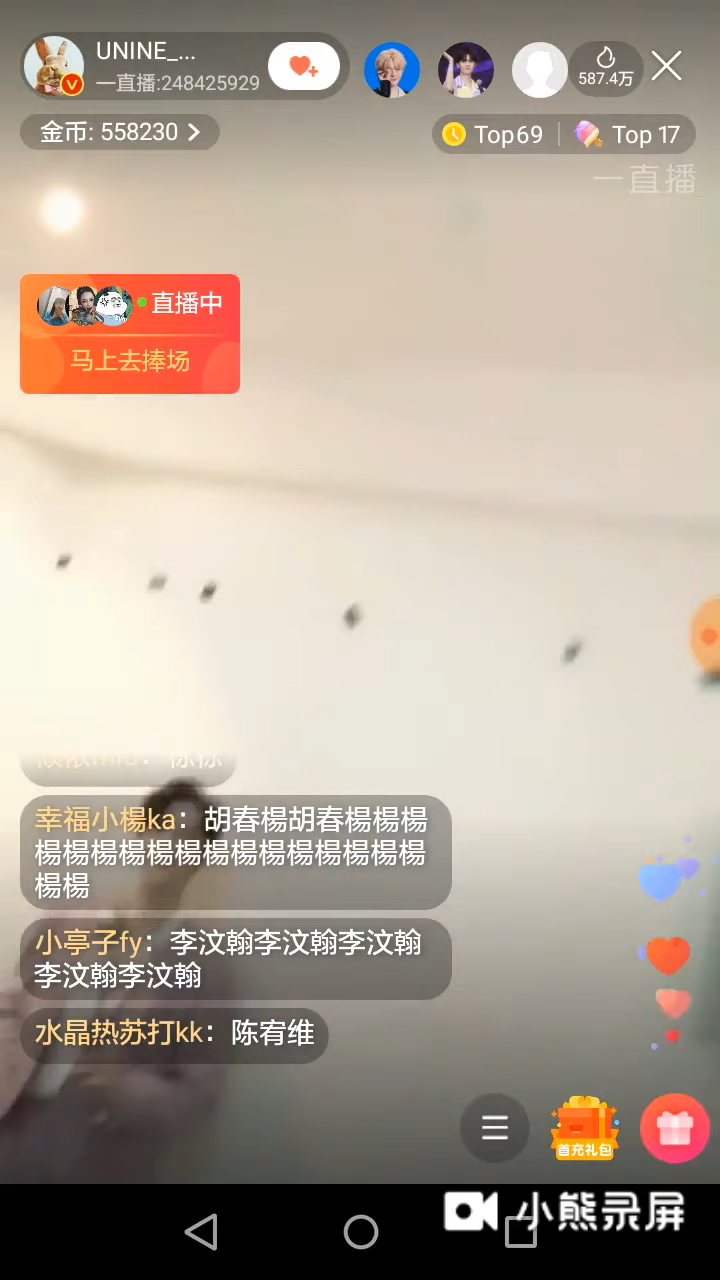 UNINE_...
一直播:248425929
587.4万
金币: 558230
Top69
Top 17
一直播
直播中
马上去捧场
幸福小楊ka：胡春楊胡春楊楊楊
楊楊楊楊楊楊楊楊楊楊楊楊楊楊
楊楊
小亭子fy：李汶翰李汶翰李汶翰
李汶翰李汶翰
水晶热苏打kk：陈宥维
首充礼包
小熊录屏